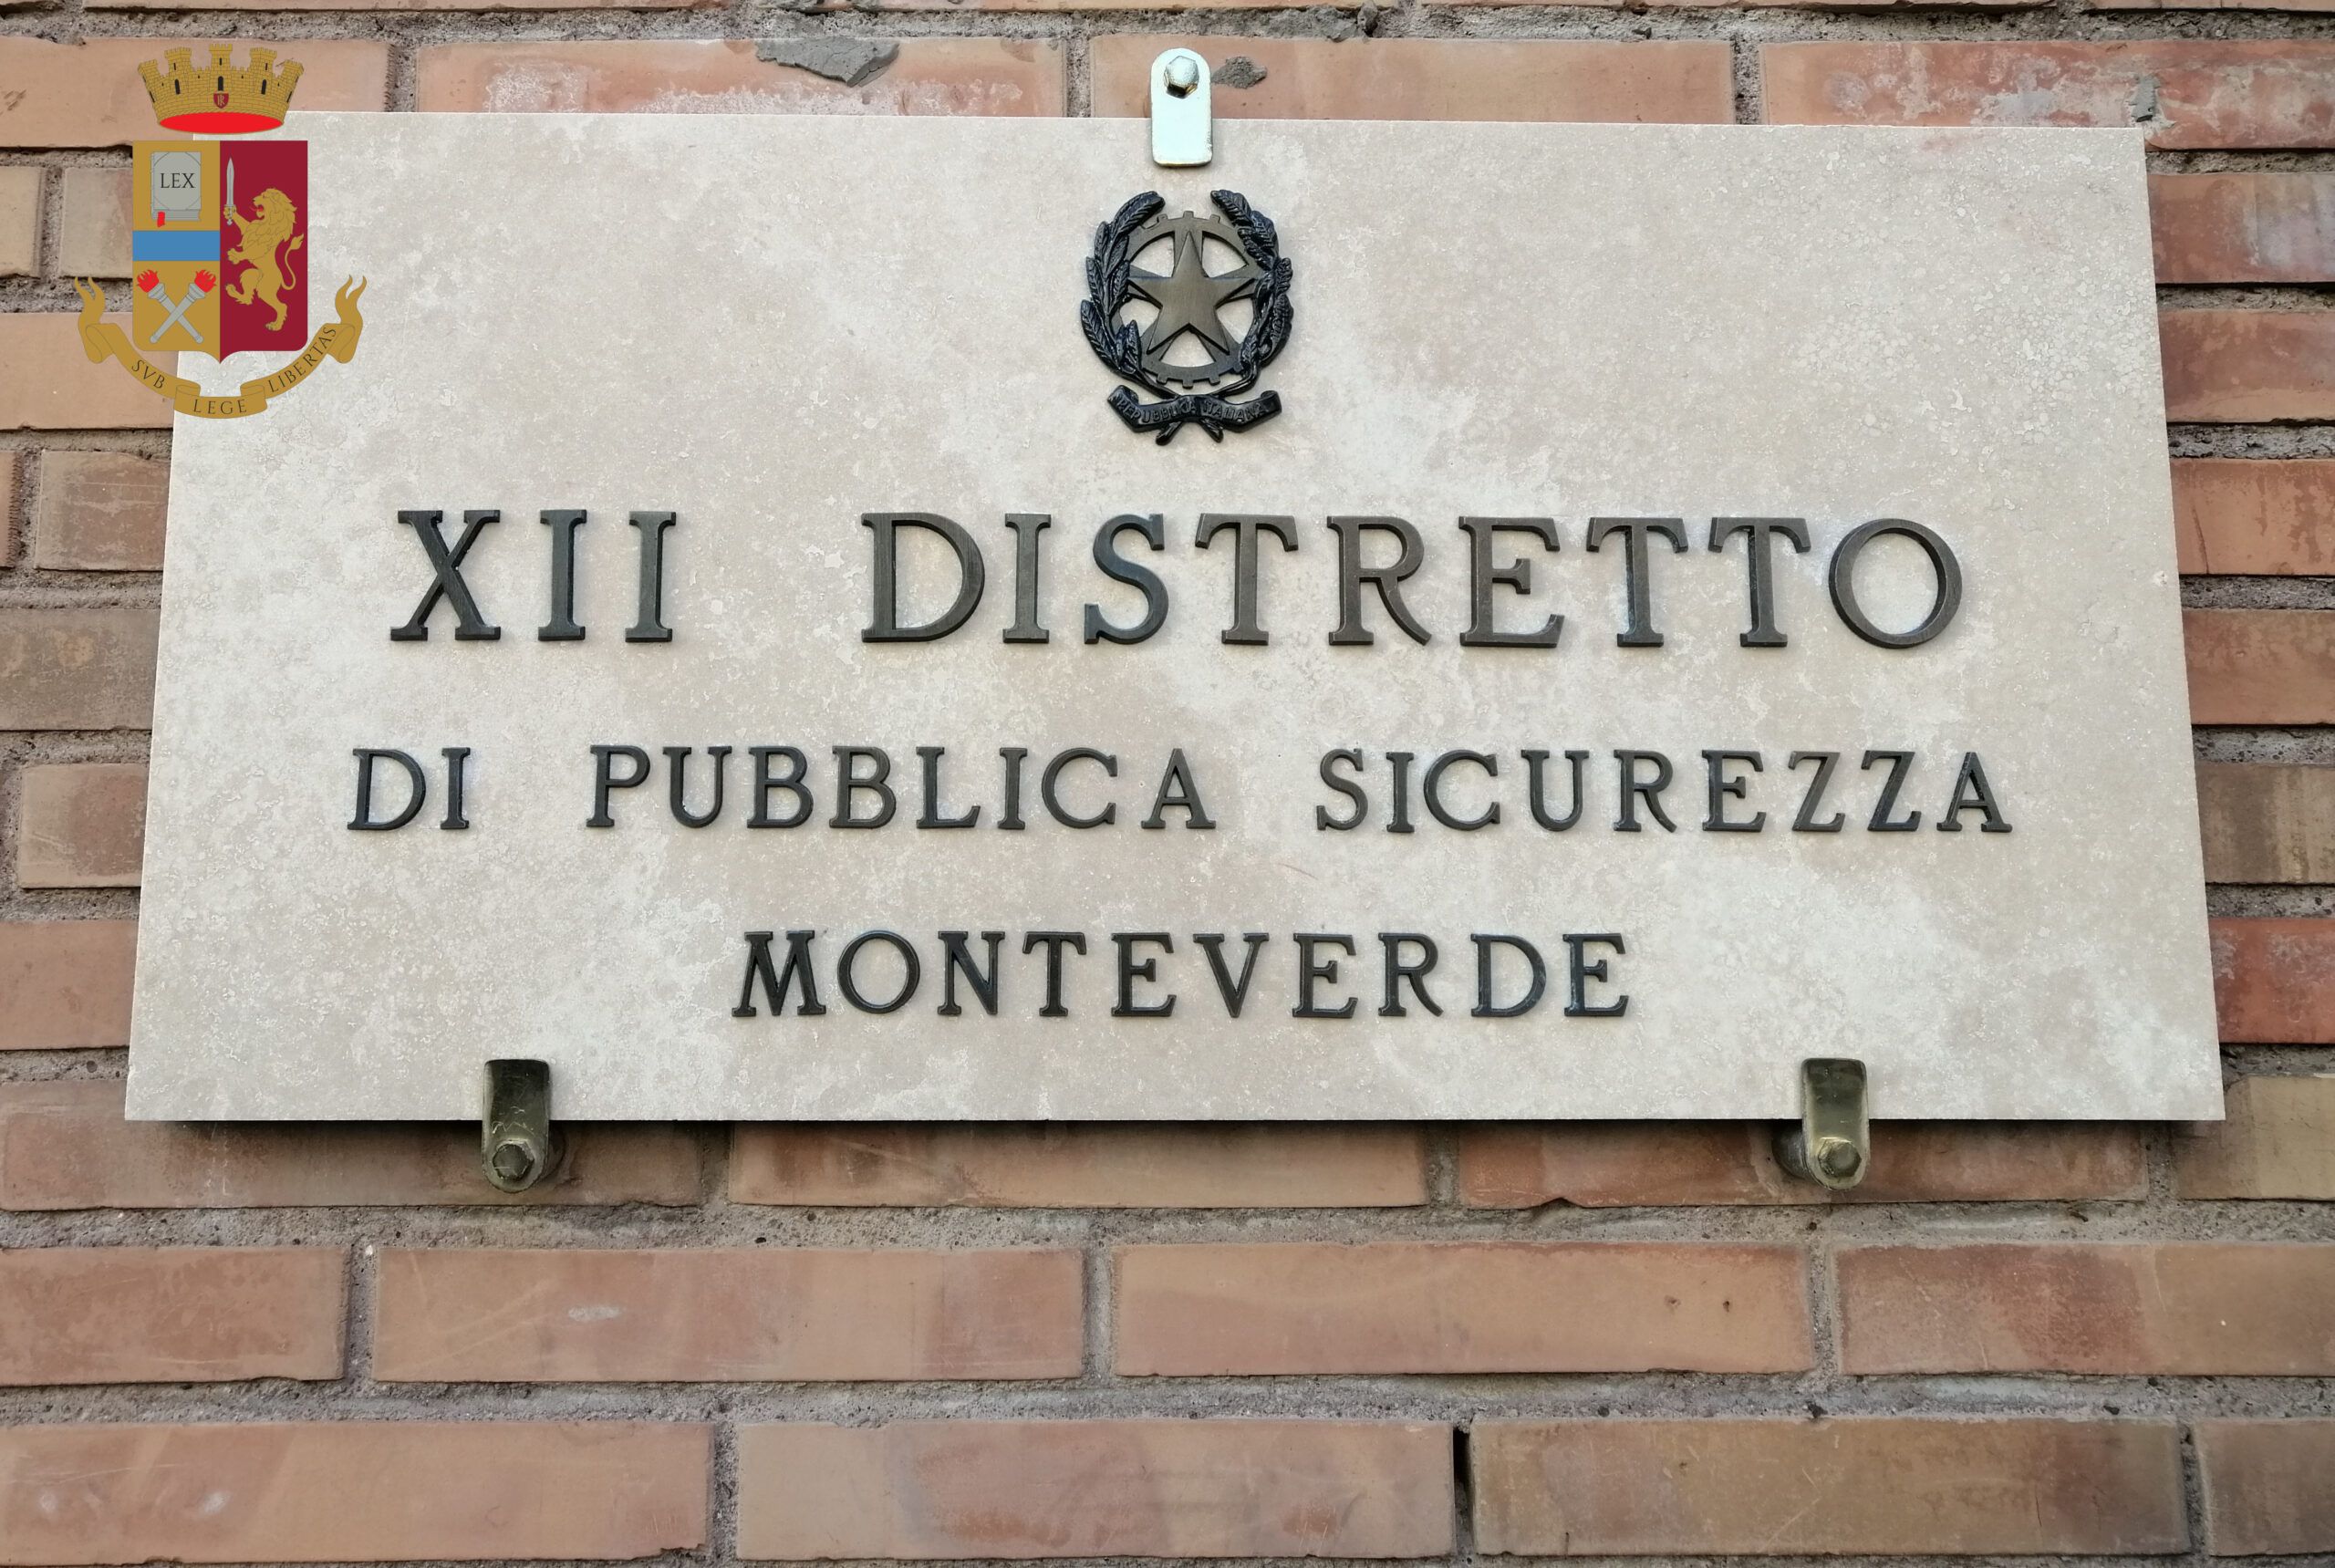 LEX
SVB LEGE LIBERTAS
REPUBBLICA ITALIANA
XII DISTRETTO
DI PUBBLICA SICUREZZA
MONTEVERDE